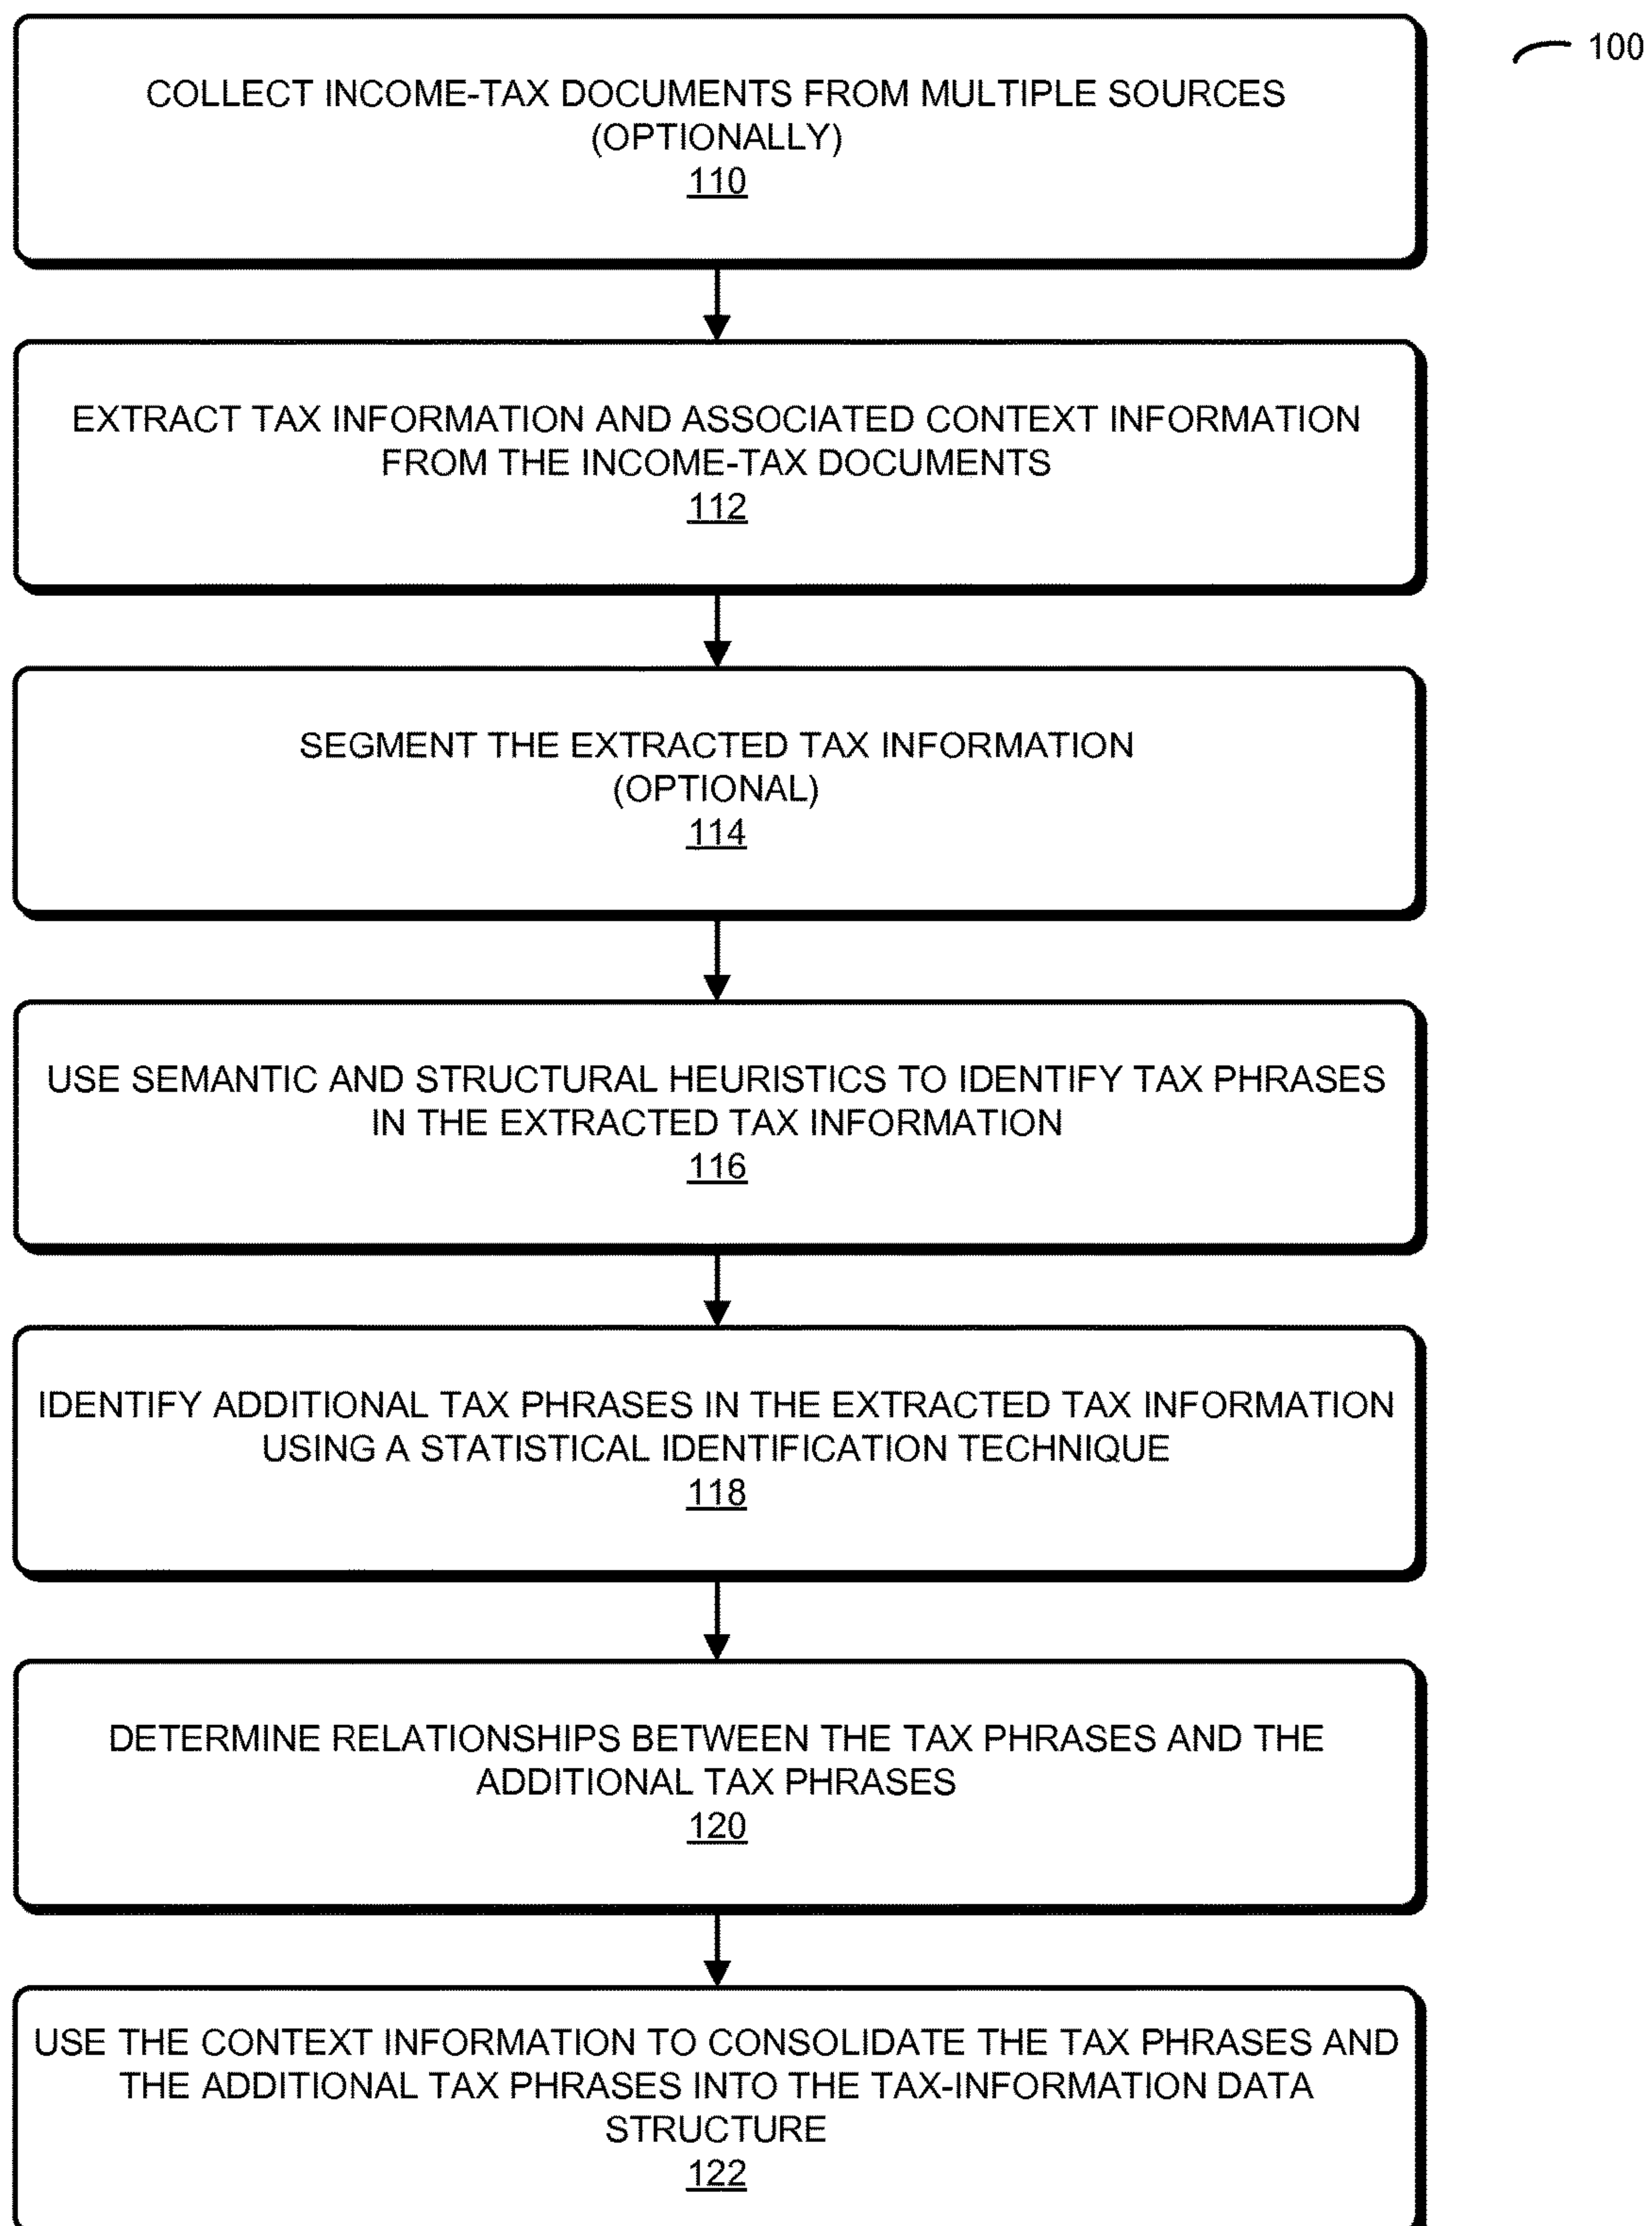 100
COLLECT INCOME-TAX DOCUMENTS FROM MULTIPLE SOURCES
(OPTIONALLY)
110
EXTRACT TAX INFORMATION AND ASSOCIATED CONTEXT INFORMATION
FROM THE INCOME-TAX DOCUMENTS
112
SEGMENT THE EXTRACTED TAX INFORMATION
(OPTIONAL)
114
USE SEMANTIC AND STRUCTURAL HEURISTICS TO IDENTIFY TAX PHRASES
IN THE EXTRACTED TAX INFORMATION
116
IDENTIFY ADDITIONAL TAX PHRASES IN THE EXTRACTED TAX INFORMATION
USING A STATISTICAL IDENTIFICATION TECHNIQUE
118
DETERMINE RELATIONSHIPS BETWEEN THE TAX PHRASES AND THE
ADDITIONAL TAX PHRASES
120
USE THE CONTEXT INFORMATION TO CONSOLIDATE THE TAX PHRASES AND
THE ADDITIONAL TAX PHRASES INTO THE TAX-INFORMATION DATA
STRUCTURE
122